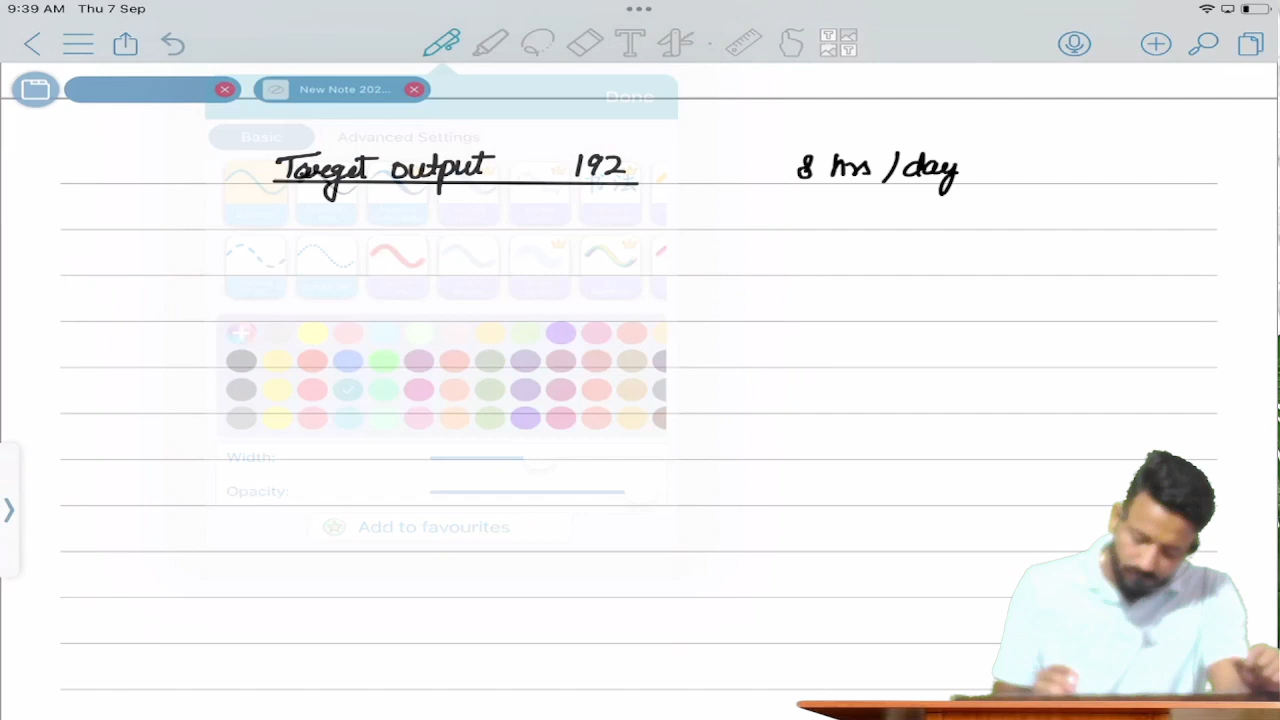 9:39 AM Thu 7 Sep
New Note 202...
Done
Basic Advanced Settings
Target output 192 8 hrs /day
Width:
Opacity:
Add to favourites